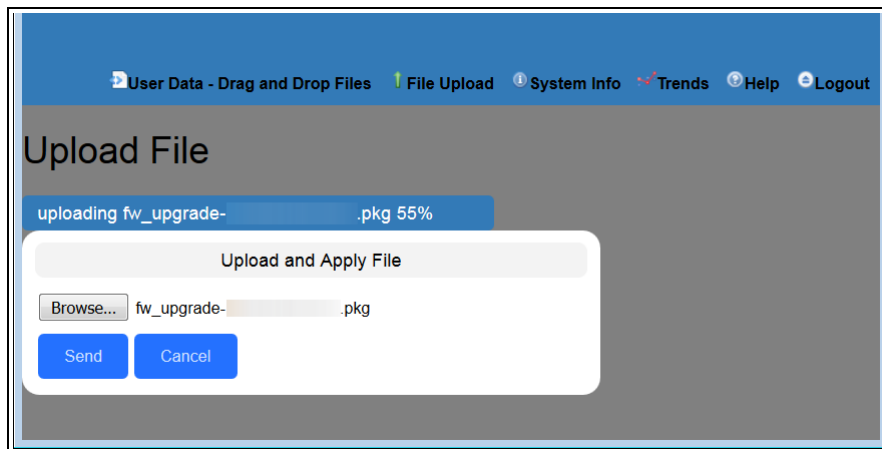 User Data - Drag and Drop Files File Upload System Info Trends Help Logout
Upload File
uploading fw_upgrade- .pkg 55%
Upload and Apply File
Browse... fw_upgrade- .pkg
Send Cancel